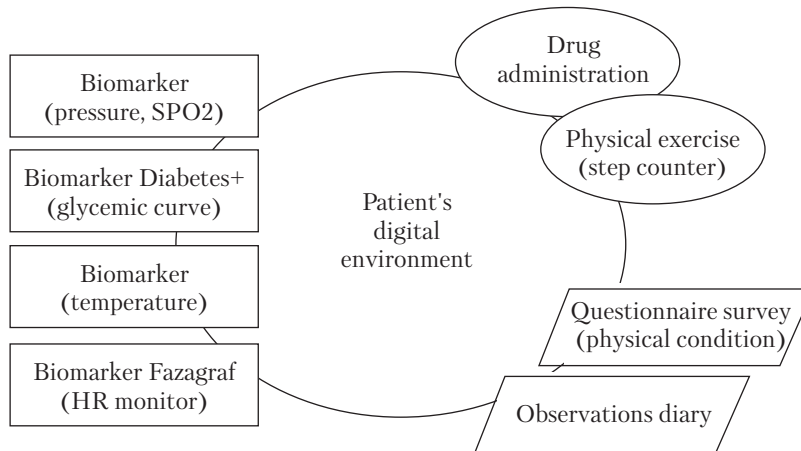 Biomarker
(pressure, SPO2)
Biomarker Diabetes+
(glycemic curve)
Biomarker
(temperature)
Biomarker Fazagraf
(HR monitor)
Patient's
digital
environment
Drug
administration
Physical exercise
(step counter)
Questionnaire survey
(physical condition)
Observations diary